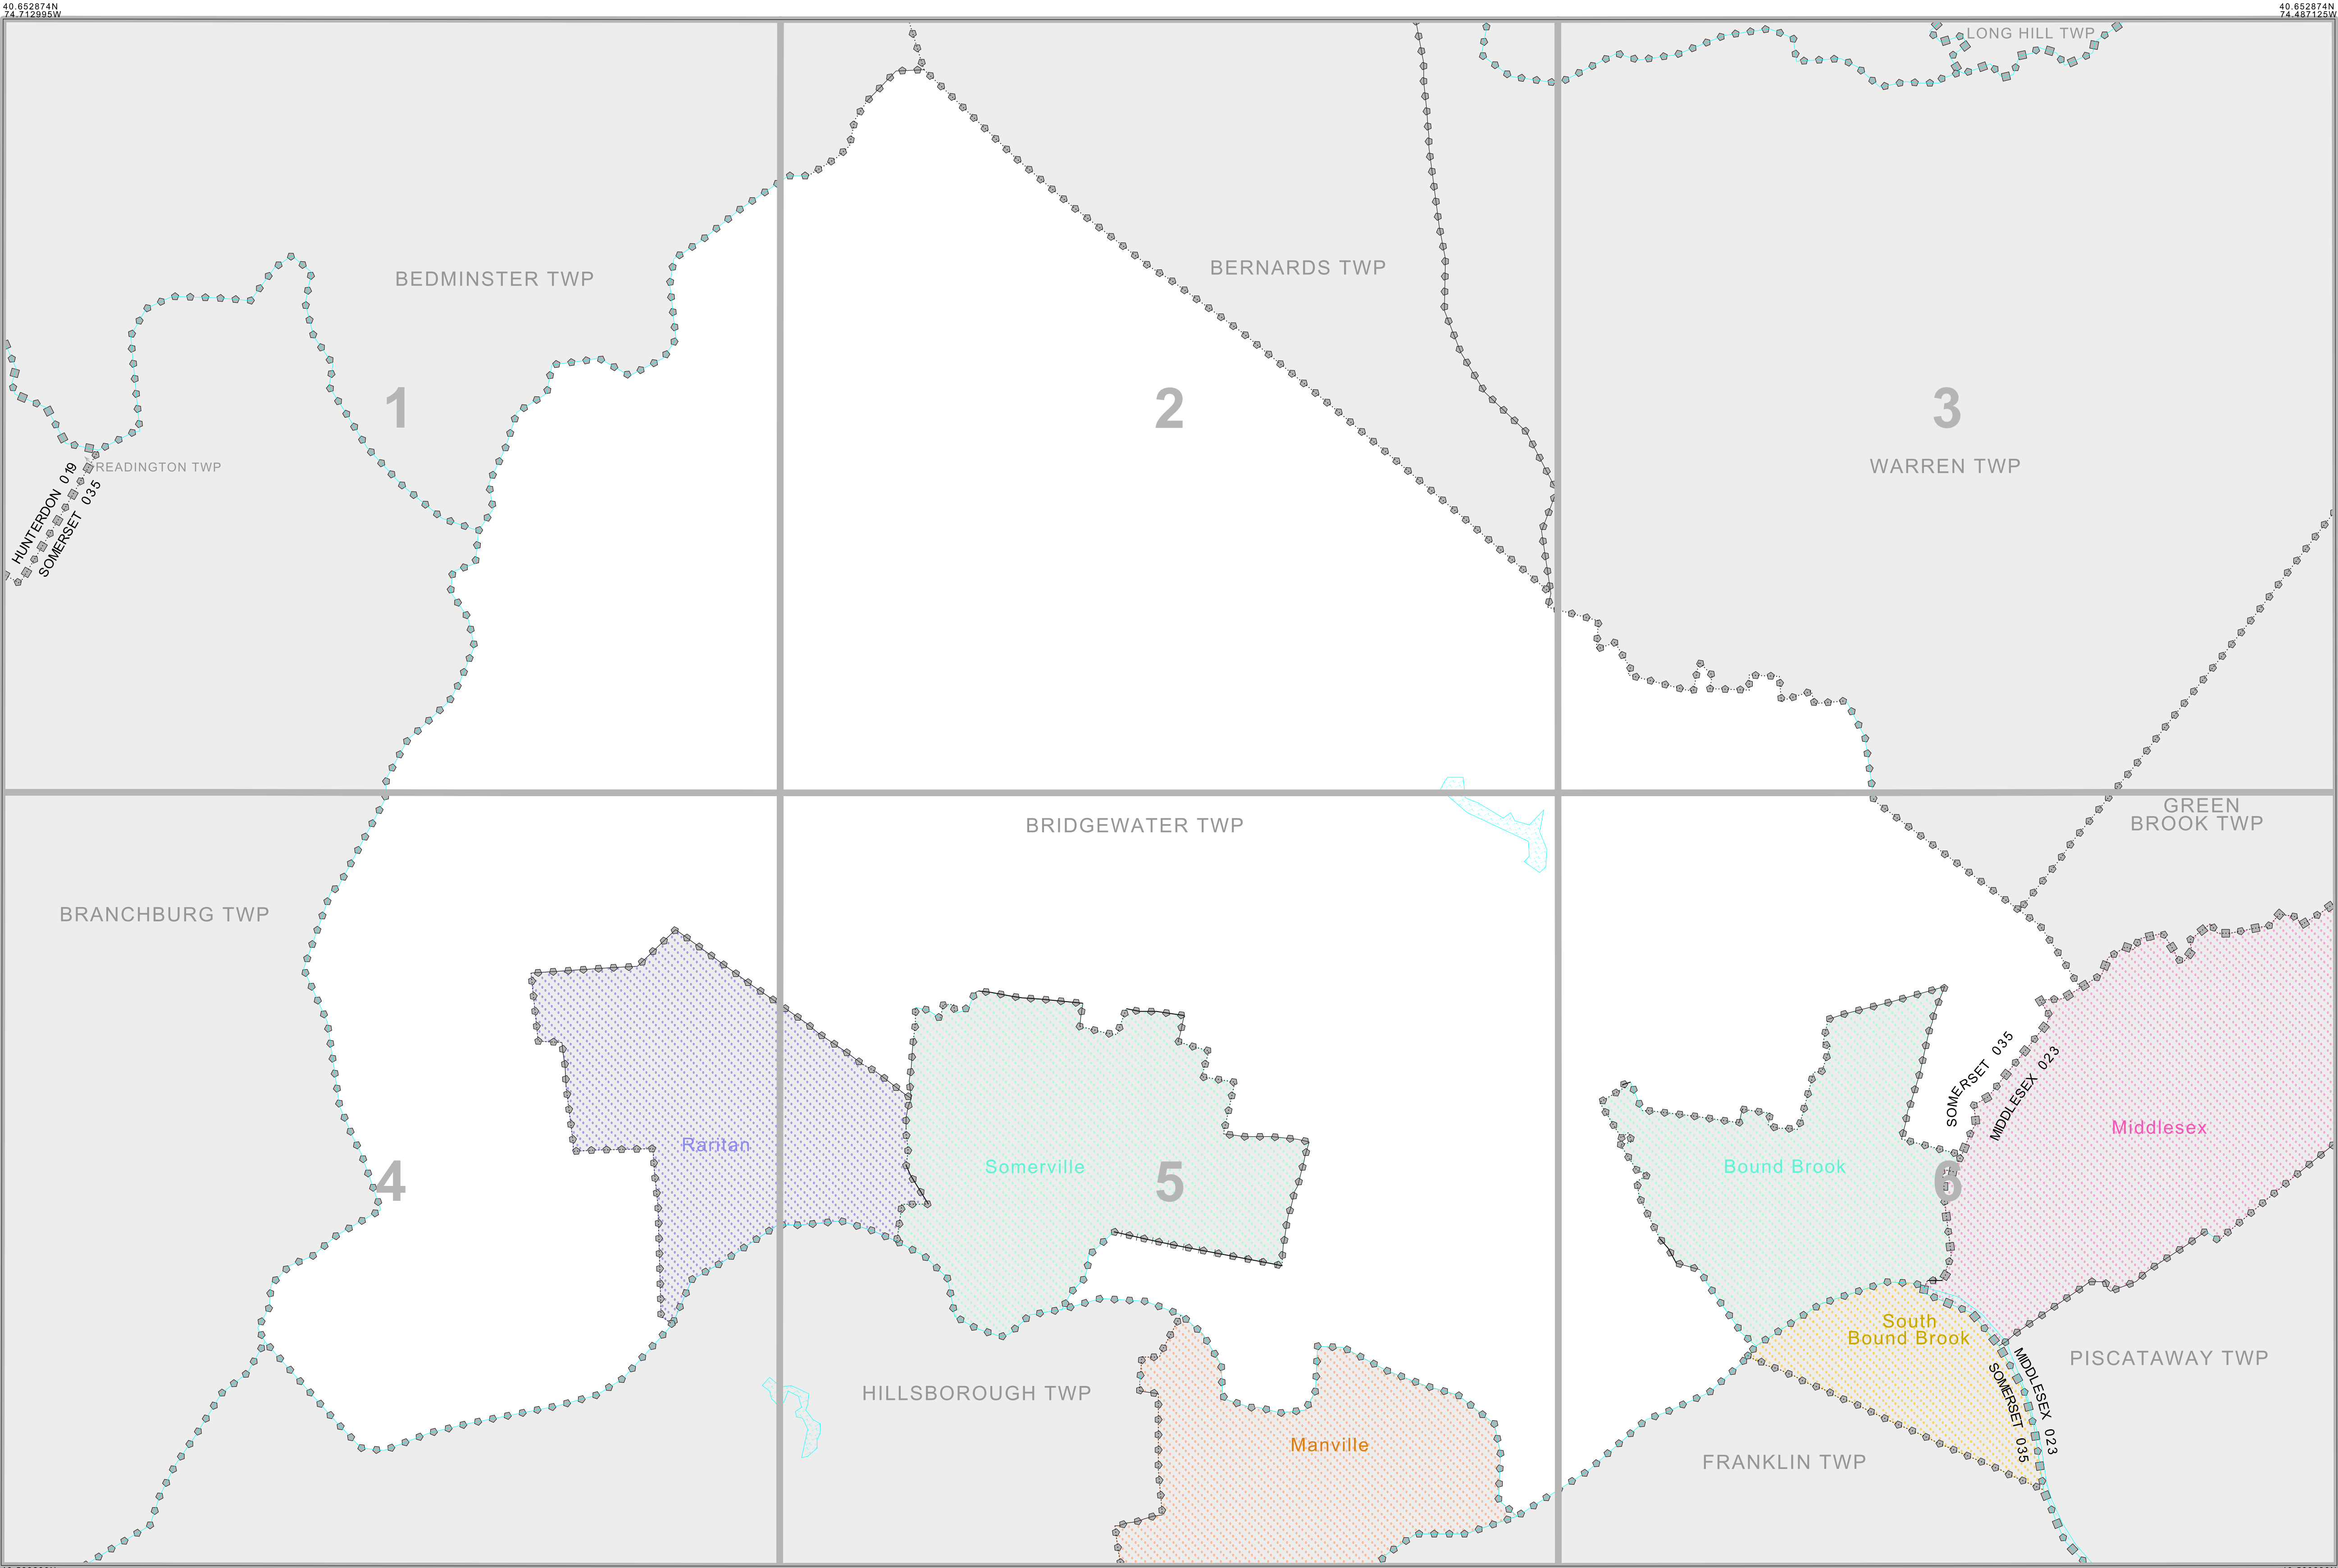 40.652874N
74.712995W
40.652874N
74.487125W
LONG HILL TWP
BEDMINSTER TWP
BERNARDS TWP
1
2
3
READINGTON TWP
WARREN TWP
HUNTERDON 019
SOMERSET 035
GREEN
BROOK TWP
BRIDGEWATER TWP
BRANCHBURG TWP
SOMERSET 035
MIDDLESEX 023
Raritan
Somerville
Bound Brook
Middlesex
4
5
6
South
Bound Brook
PISCATAWAY TWP
MIDDLESEX 023
SOMERSET 035
HILLSBOROUGH TWP
Manville
FRANKLIN TWP